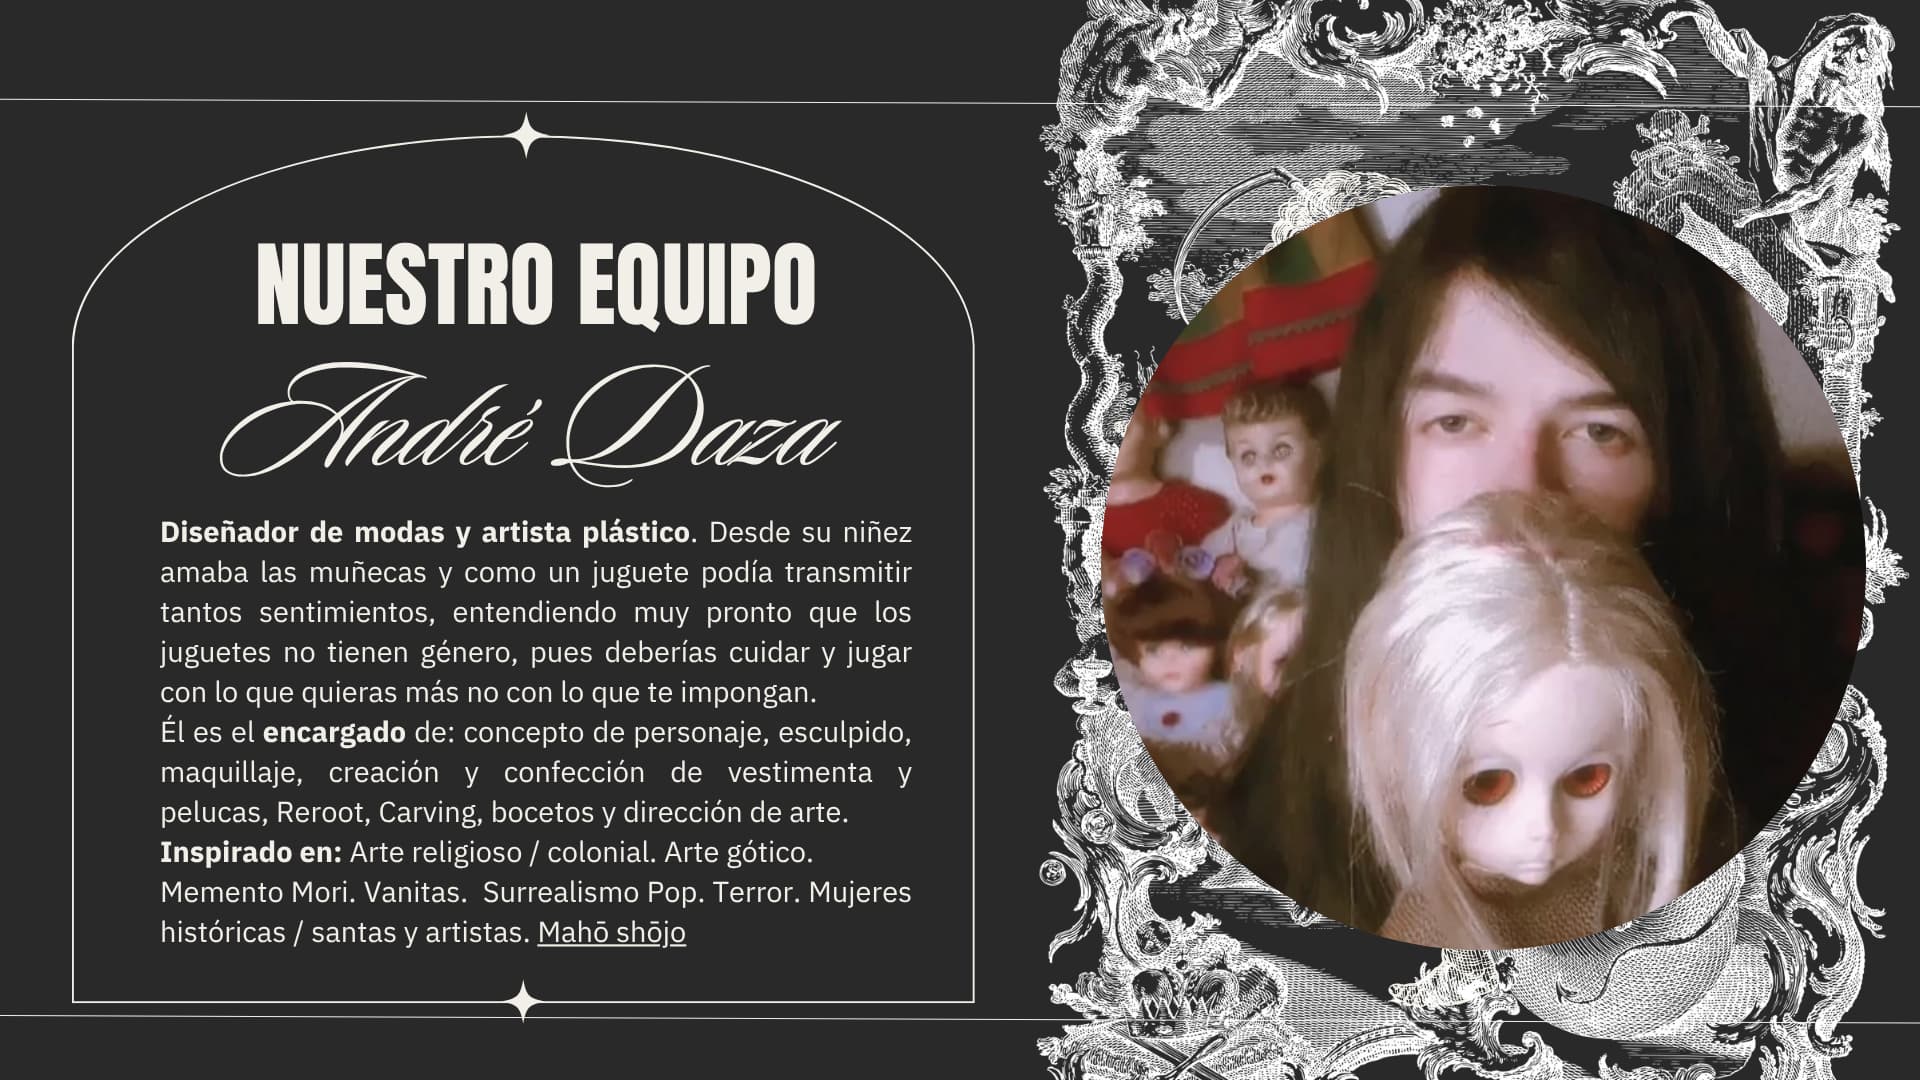 NUESTRO EQUIPO
André Daza
Diseñador de modas y artista plástico. Desde su niñez
amaba las muñecas y como un juguete podía transmitir
tantos sentimientos, entendiendo muy pronto que los
juguetes no tienen género, pues deberías cuidar y jugar
con lo que quieras más no con lo que te impongan.
Él es el encargado de: concepto de personaje, esculpido,
maquillaje, creación y confección de vestimenta y
pelucas, Reroot, Carving, bocetos y dirección de arte.
Inspirado en: Arte religioso / colonial. Arte gótico.
Memento Mori. Vanitas. Surrealismo Pop. Terror. Mujeres
históricas / santas y artistas. Mahō shōjo